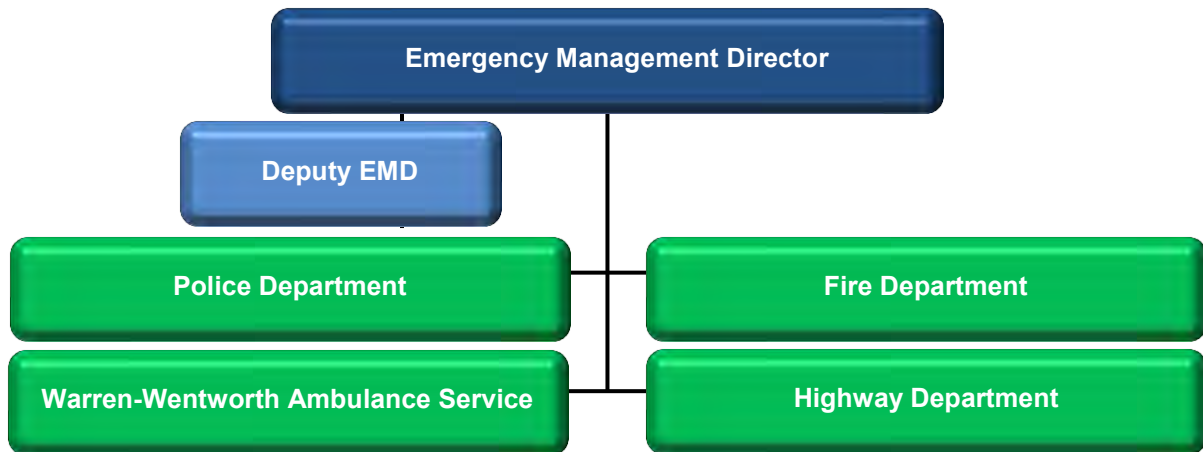 Emergency Management Director
Deputy EMD
Police Department
Fire Department
Warren-Wentworth Ambulance Service
Highway Department